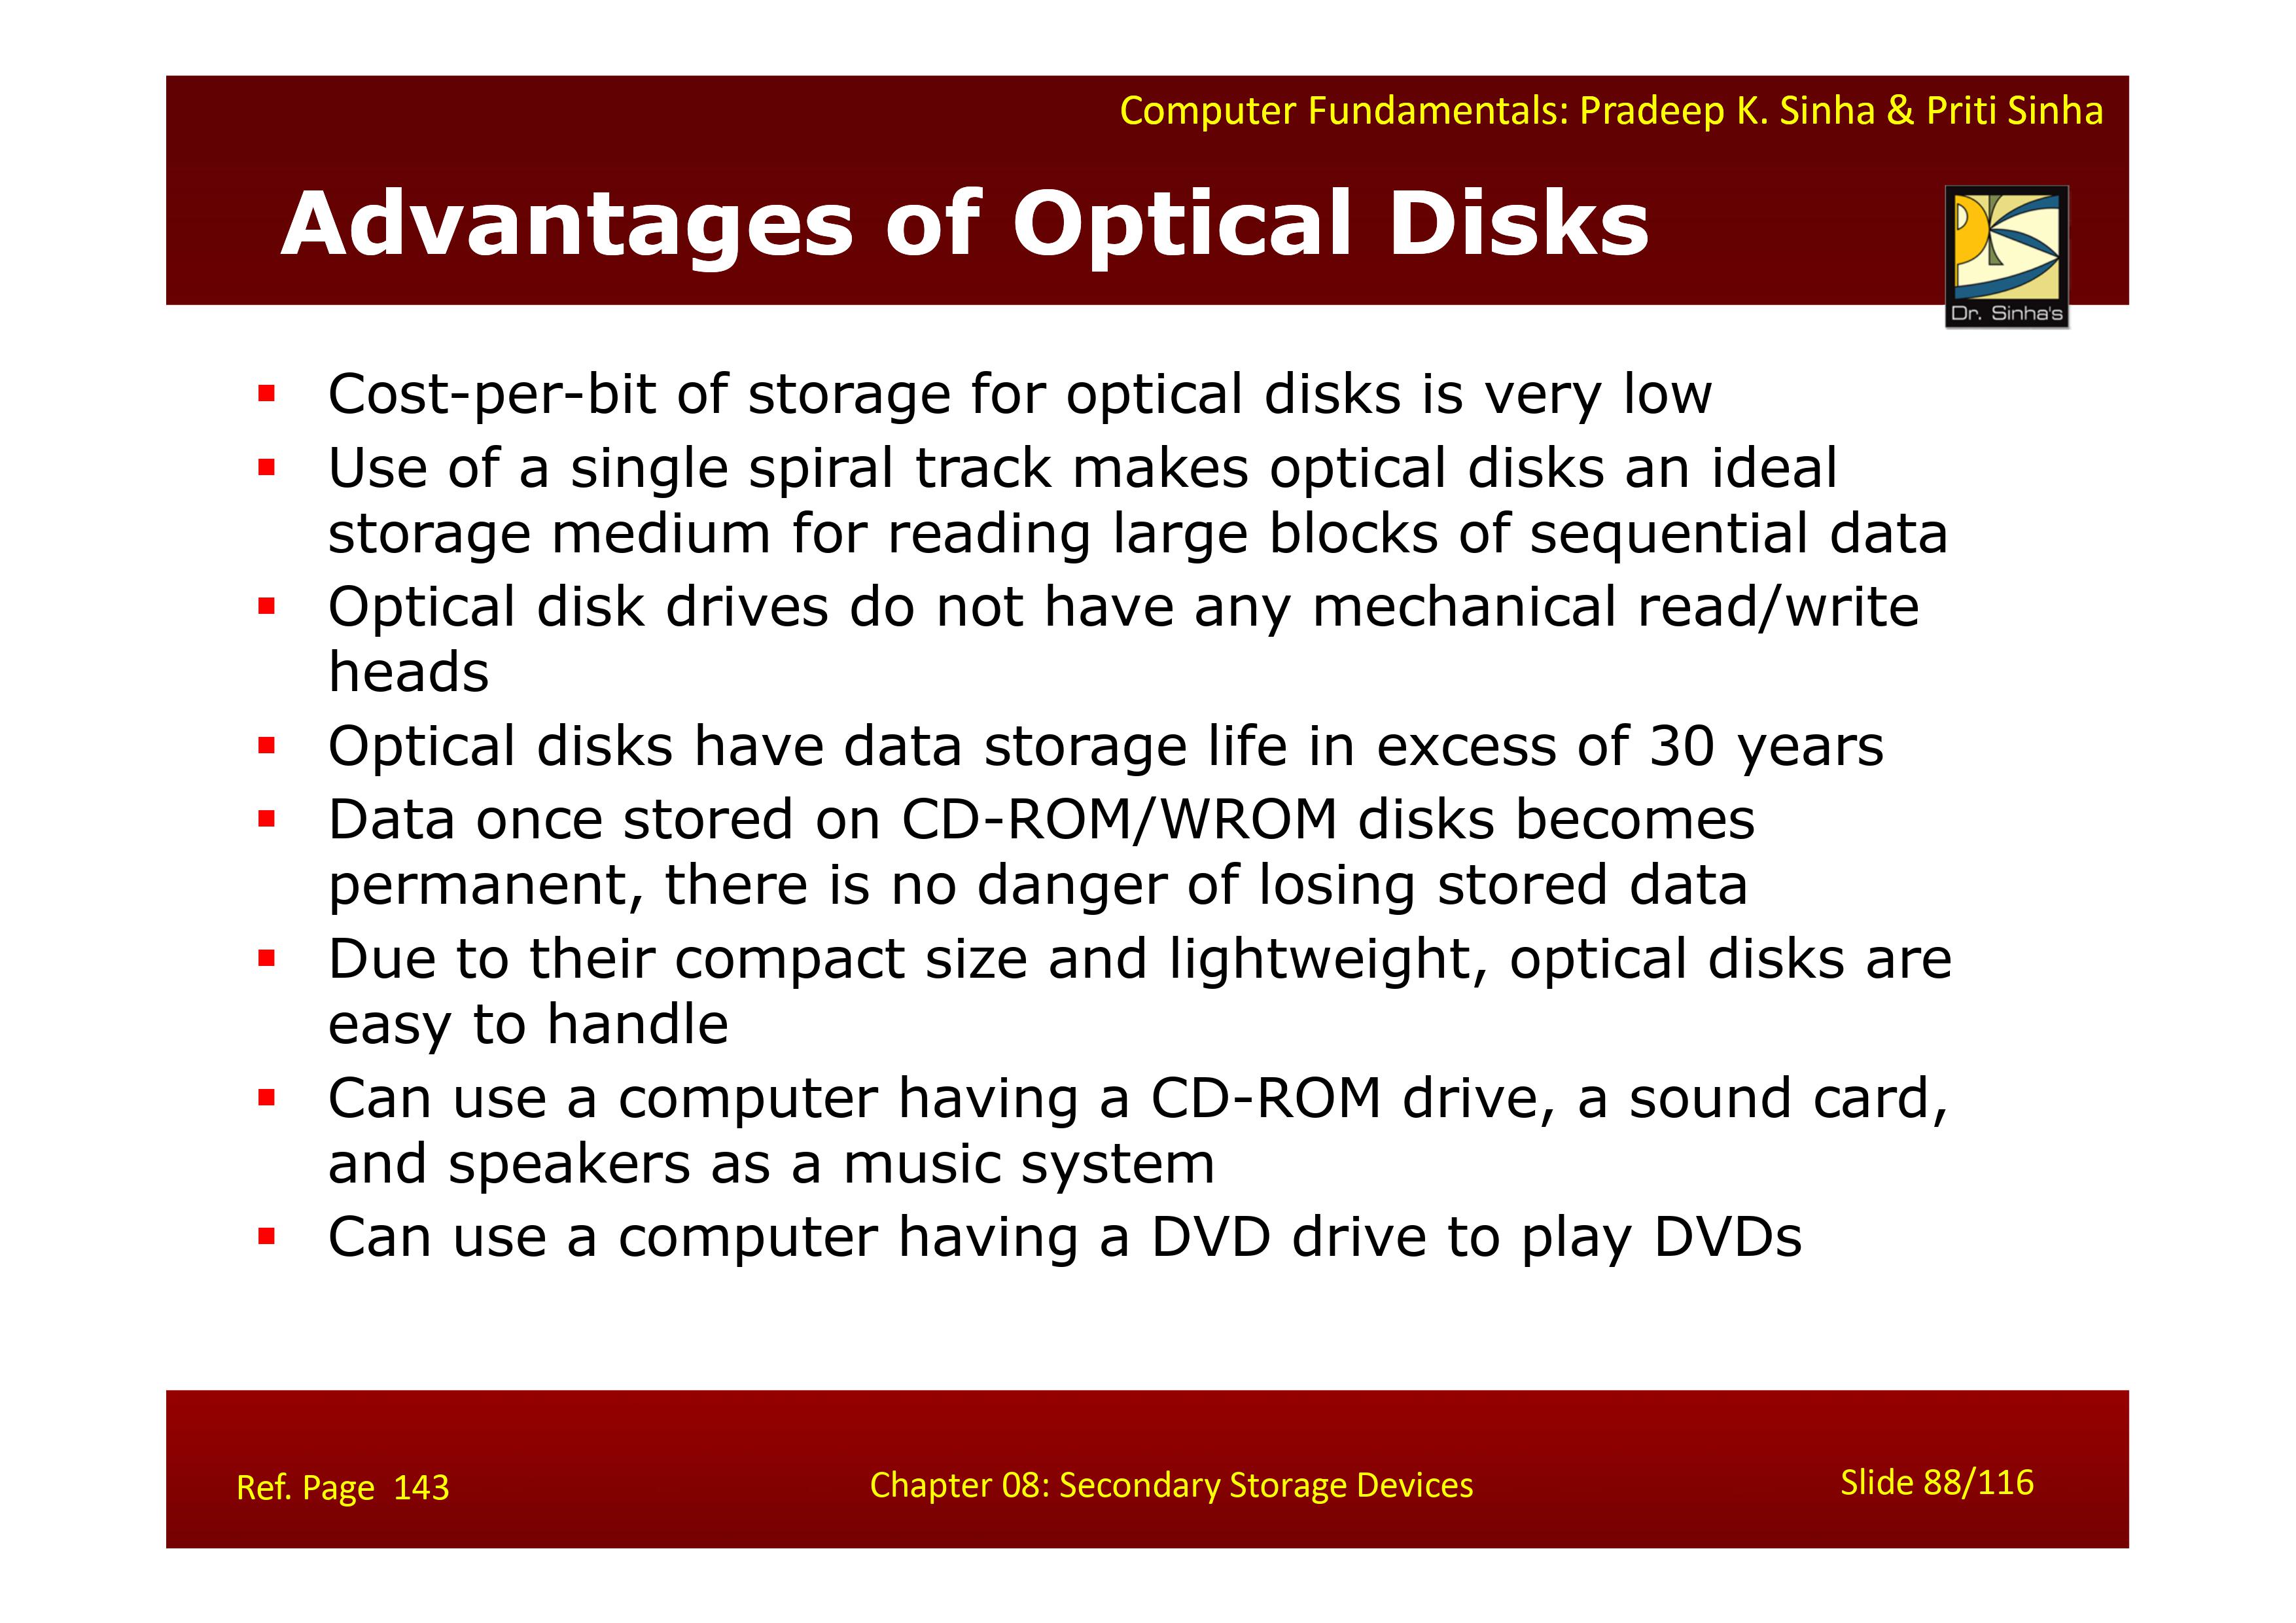 Computer Fundamentals: Pradeep K. Sinha & Priti Sinha
Advantages of Optical Disks
Dr. Sinha's
Cost-per-bit of storage for optical disks is very low
Use of a single spiral track makes optical disks an ideal
storage medium for reading large blocks of sequential data
Optical disk drives do not have any mechanical read/write
heads
Optical disks have data storage life in excess of 30 years
Data once stored on CD-ROM/WROM disks becomes
permanent, there is no danger of losing stored data
Due to their compact size and lightweight, optical disks are
easy to handle
Can use a computer having a CD-ROM drive, a sound card,
and speakers as a music system
Can use a computer having a DVD drive to play DVDs
Ref. Page 143
Chapter 08: Secondary Storage Devices
Slide 88/116